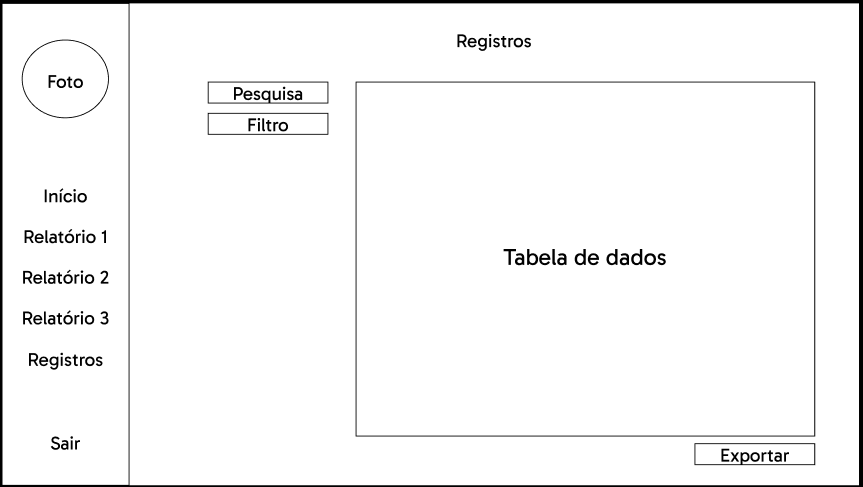 Foto
Início
Relatório 1
Relatório 2
Relatório 3
Registros
Sair
Registros
Pesquisa
Filtro
Tabela de dados
Exportar